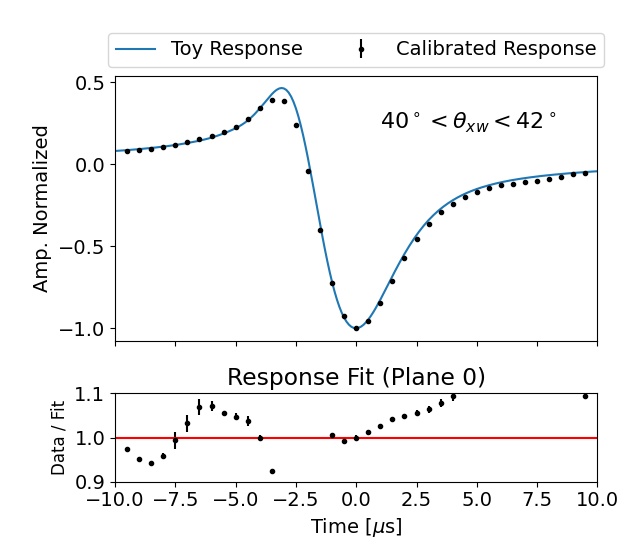 Toy Response Calibrated Response
0.5
0.0
−0.5
−1.0
Amp. Normalized
40° < θxw < 42°
Response Fit (Plane 0)
1.1
1.0
0.9
Data / Fit
−10.0 −7.5 −5.0 −2.5 0.0 2.5 5.0 7.5 10.0
Time [μs]